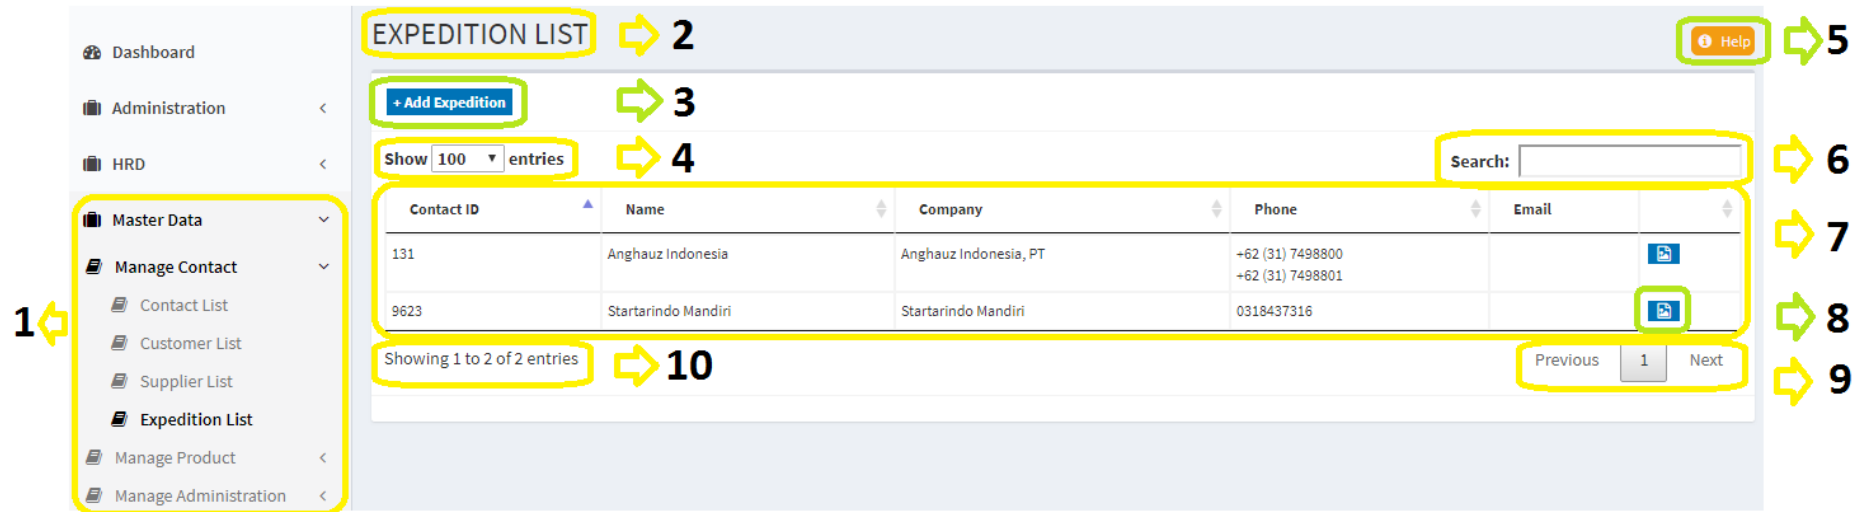 Dashboard
Administration
HRD
Master Data
Manage Contact
Contact List
Customer List
Supplier List
Expedition List
Manage Product
Manage Administration
1
EXPEDITION LIST
2
Help
5
+ Add Expedition
3
Show 100 entries
4
Search:
6
Contact ID Name Company Phone Email
7
131 Anghauz Indonesia Anghauz Indonesia, PT +62 (31) 7498800
+62 (31) 7498801
9623 Startarindo Mandiri Startarindo Mandiri 0318437316
8
Showing 1 to 2 of 2 entries
10
Previous 1 Next
9